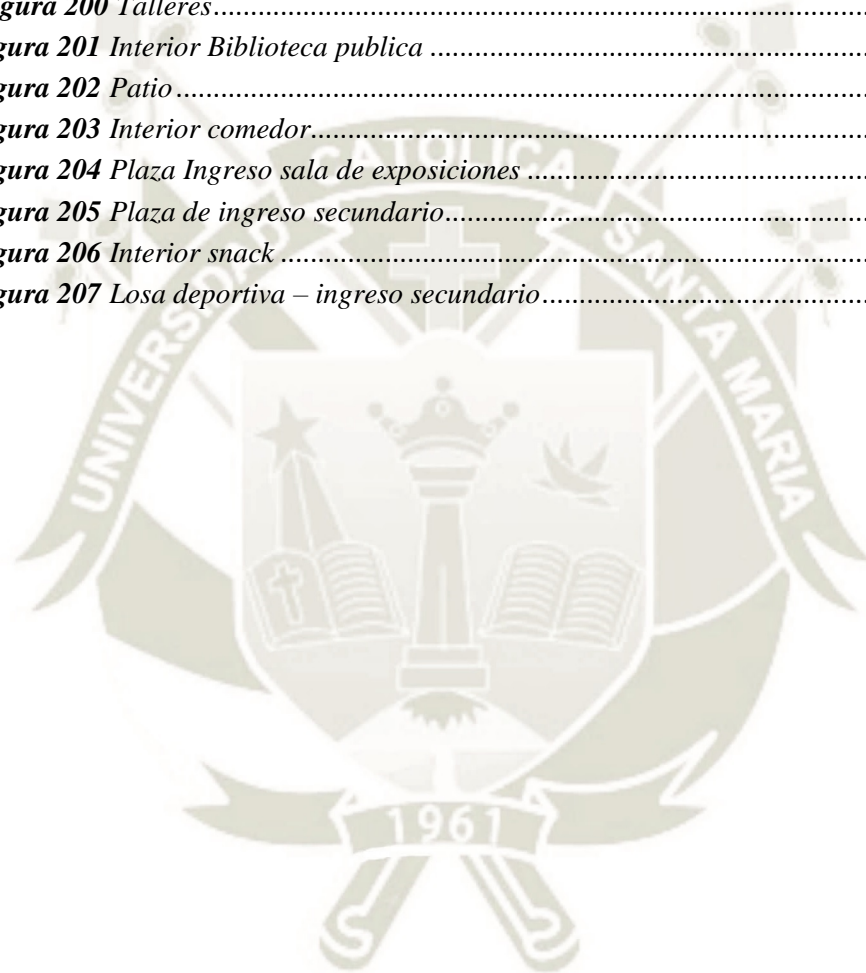 gura 200 Talleres
gura 201 Interior Biblioteca publica
gura 202 Patio
gura 203 Interior comedor
gura 204 Plaza Ingreso sala de exposiciones
gura 205 Plaza de ingreso secundario
gura 206 Interior snack
gura 207 Losa deportiva – ingreso secundario
UNIVERSIDAD CATOLICA SANTA MARIA
1961
S S